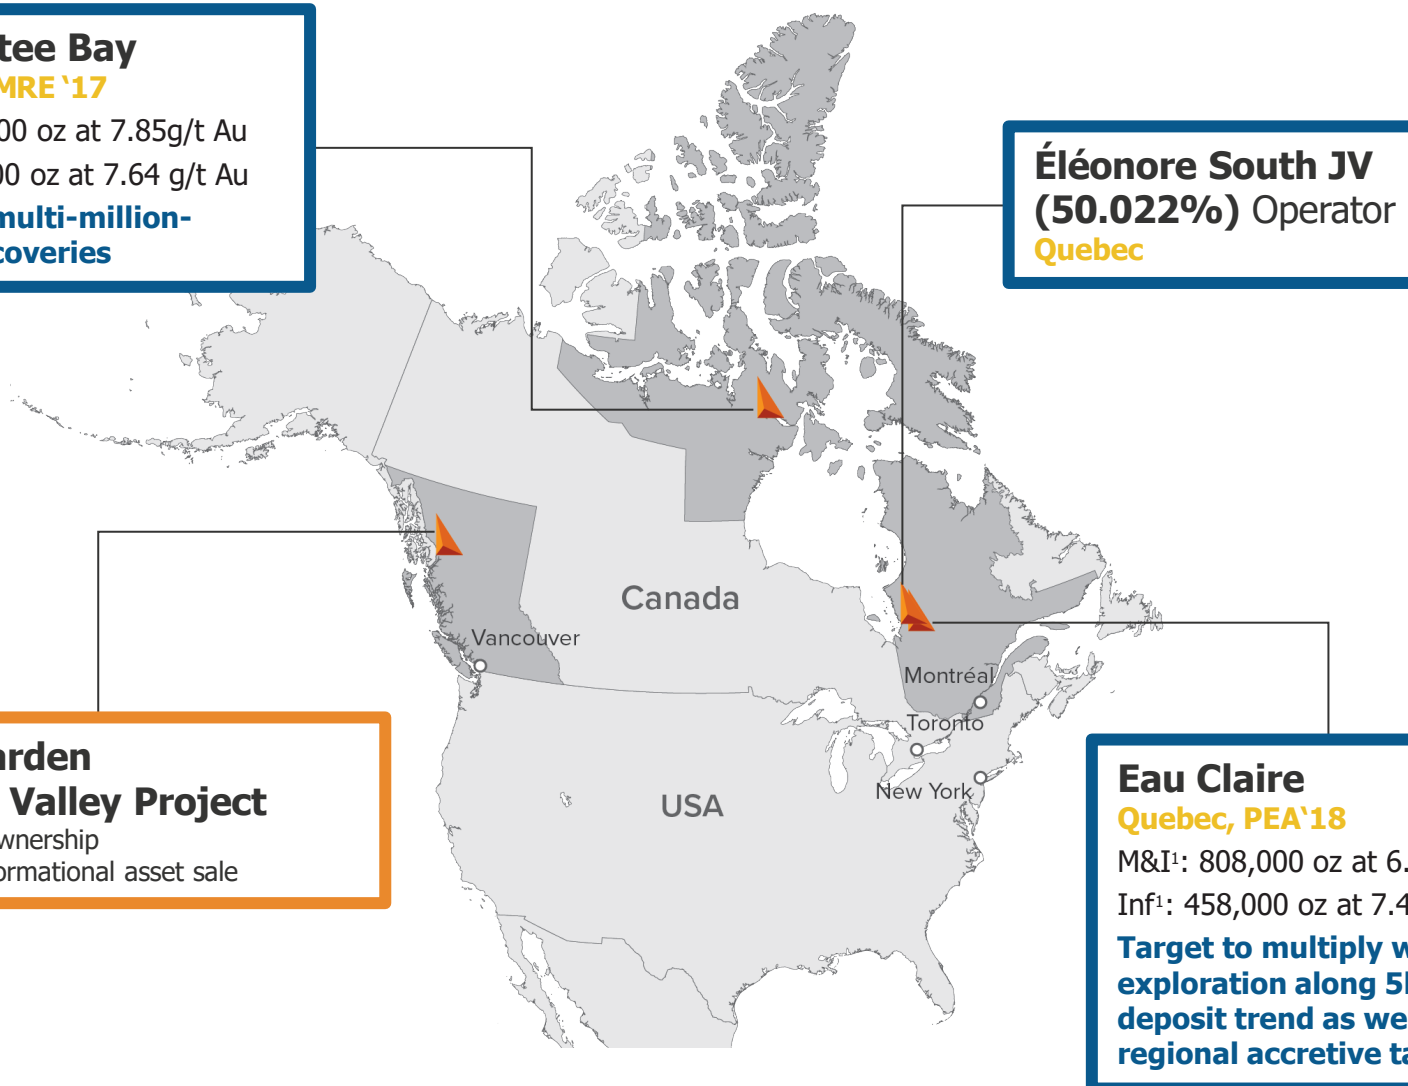 tee Bay
MRE ‘17
00 oz at 7.85g/t Au
00 oz at 7.64 g/t Au
multi-million-
coveries
Éléonore South JV
(50.022%) Operator
Quebec
Canada
Vancouver
Montréal
Toronto
New York
USA
arden
Valley Project
wnership
ormational asset sale
Eau Claire
Quebec, PEA‘18
M&I¹: 808,000 oz at 6.
Inf¹: 458,000 oz at 7.4
Target to multiply w
exploration along 5
deposit trend as we
regional accretive ta